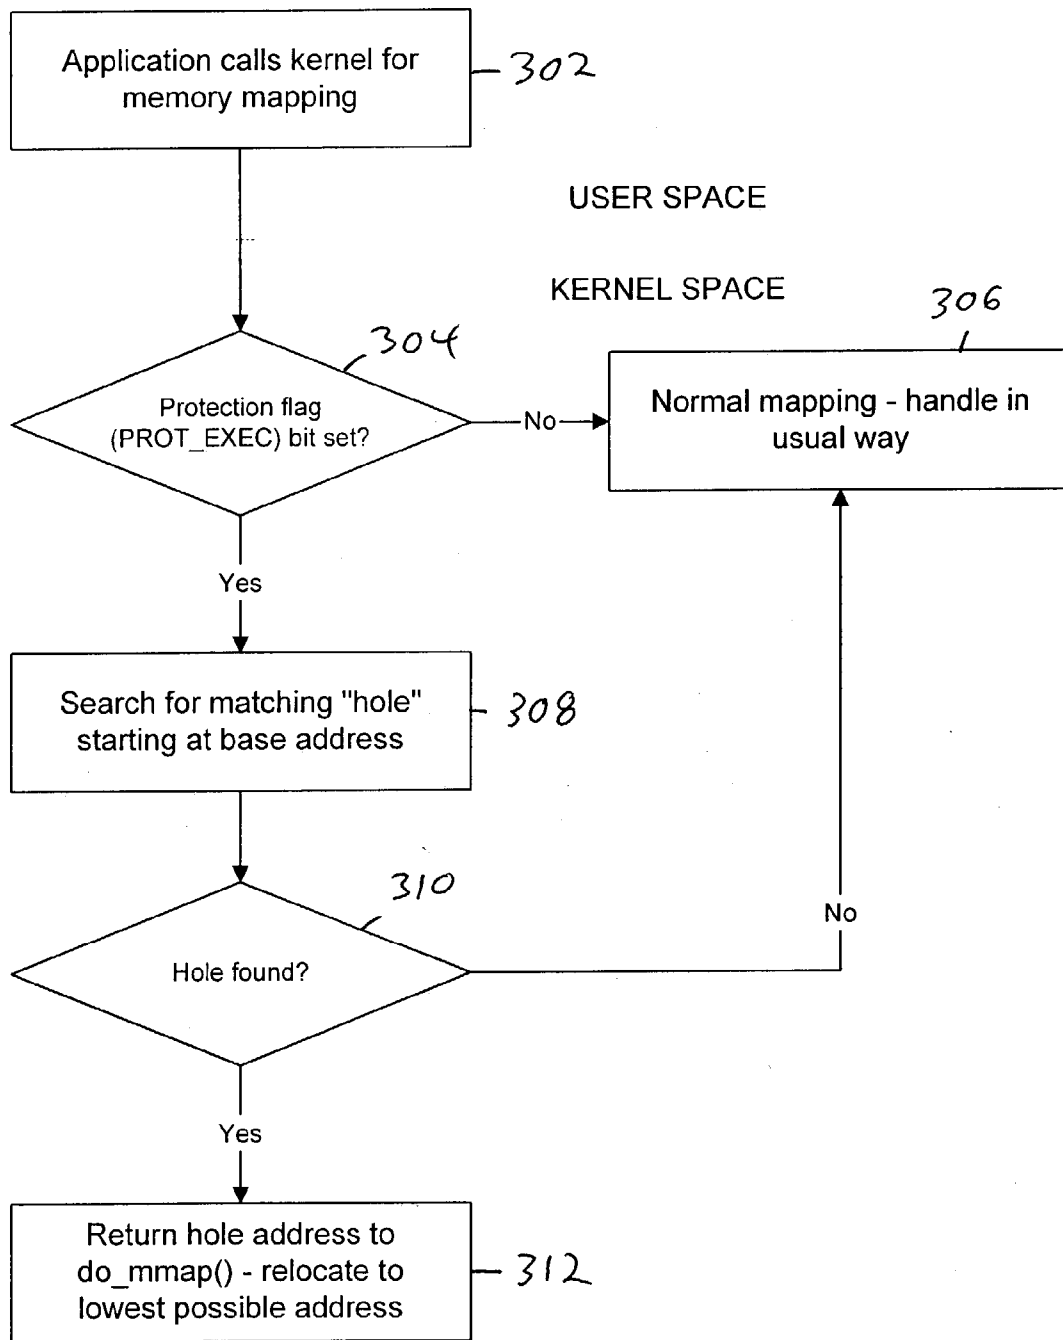 Application calls kernel for
memory mapping
302
USER SPACE
KERNEL SPACE
304
306
Protection flag
(PROT_EXEC) bit set?
No
Normal mapping - handle in
usual way
Yes
Search for matching "hole"
starting at base address
308
310
Hole found?
No
Yes
Return hole address to
do_mmap() - relocate to
lowest possible address
312